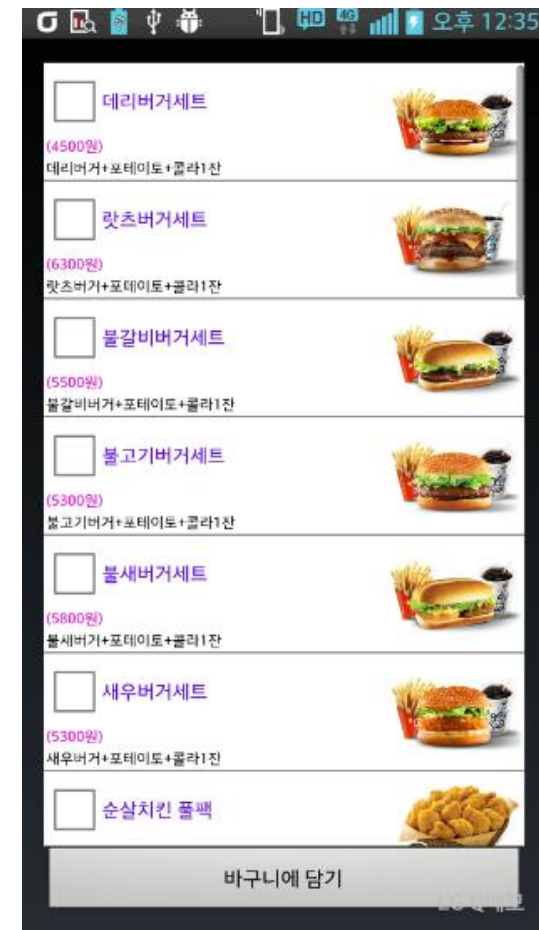 HD 4G 오후 12:35
데리버거세트
(4500원)
데리버거+포테이토+콜라1잔
랏츠버거세트
(6300원)
랏츠버거+포테이토+콜라1잔
불갈비버거세트
(5500원)
불갈비버거+포테이토+콜라1잔
불고기버거세트
(5300원)
불고기버거+포테이토+콜라1잔
불새버거세트
(5800원)
불새버거+포테이토+콜라1잔
새우버거세트
(5300원)
새우버거+포테이토+콜라1잔
순살치킨 풀팩
바구니에 담기
LG Q메모